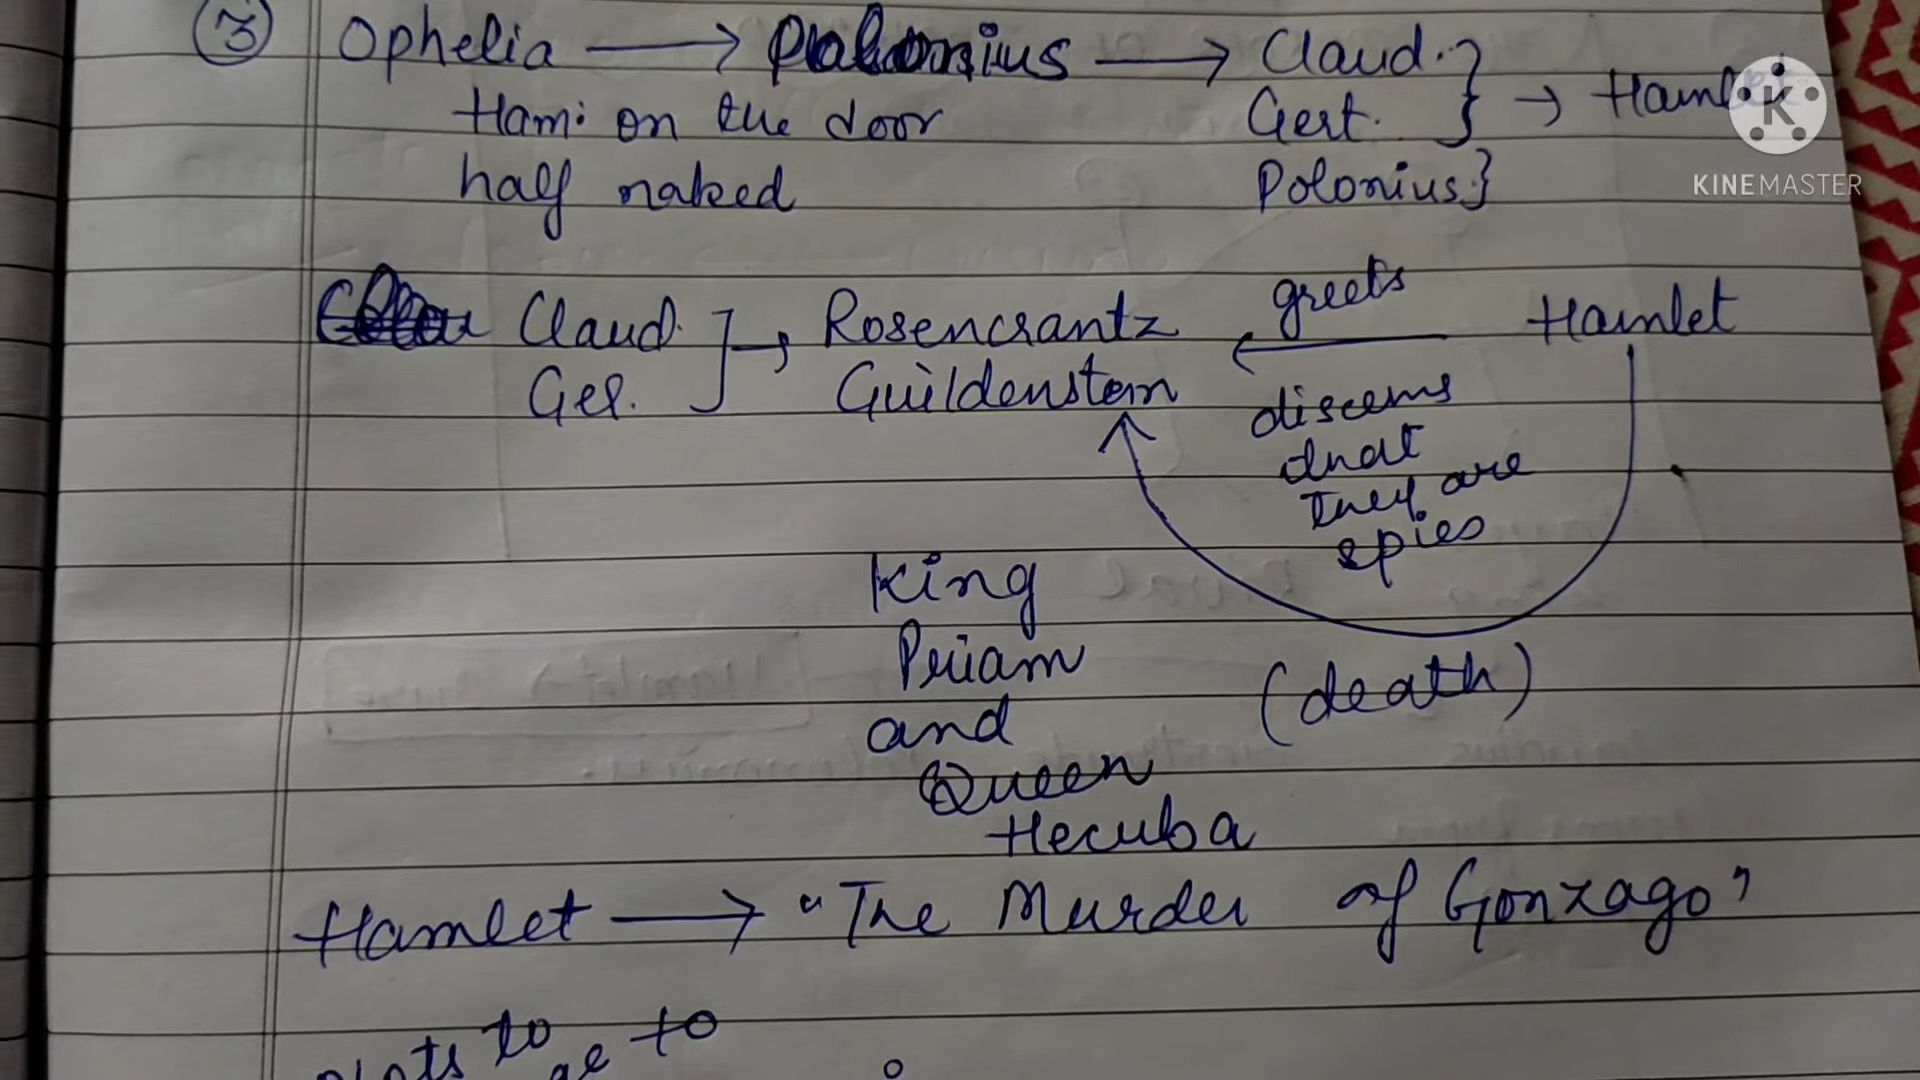 3 Ophelia → Polonius → Claud. } → Hamlet
Ham: on the door Gert.
half naked Polonius }
K
KINEMASTER
Claud. ] → Rosencrantz ← greets Hamlet
Ger. Guildenstern
discerns
that
they are
spies
King
Priam
and
Queen
Hecuba
(death)
Hamlet → "The Murder of Gonzago"
to to